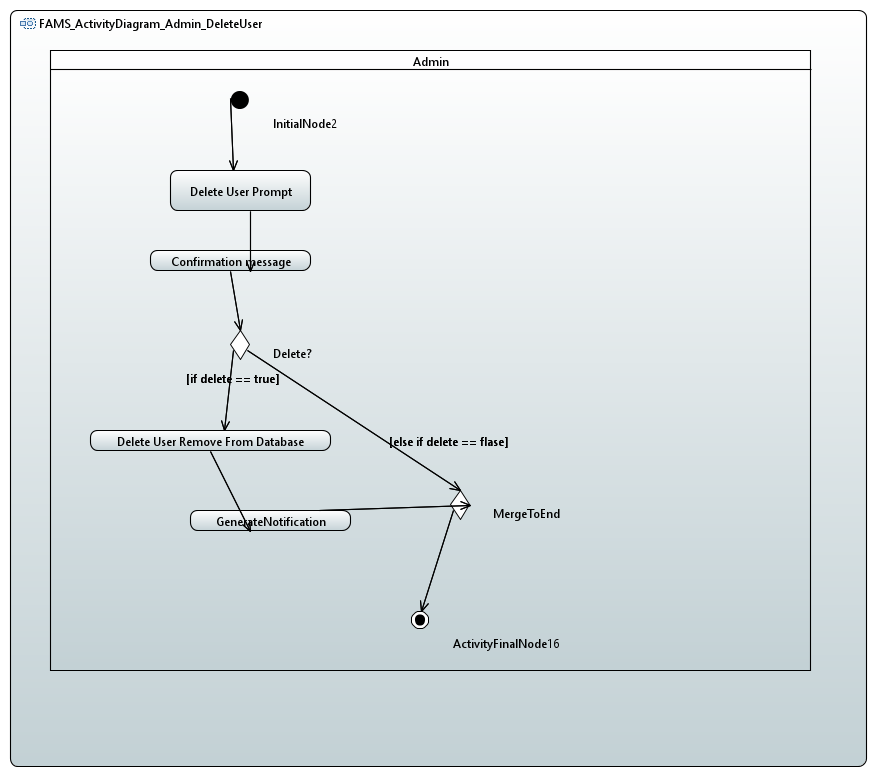 FAMS_ActivityDiagram_Admin_DeleteUser
Admin
InitialNode2
Delete User Prompt
Confirmation message
Delete?
[if delete == true]
Delete User Remove From Database
[else if delete == flase]
GenerateNotification
MergeToEnd
ActivityFinalNode16